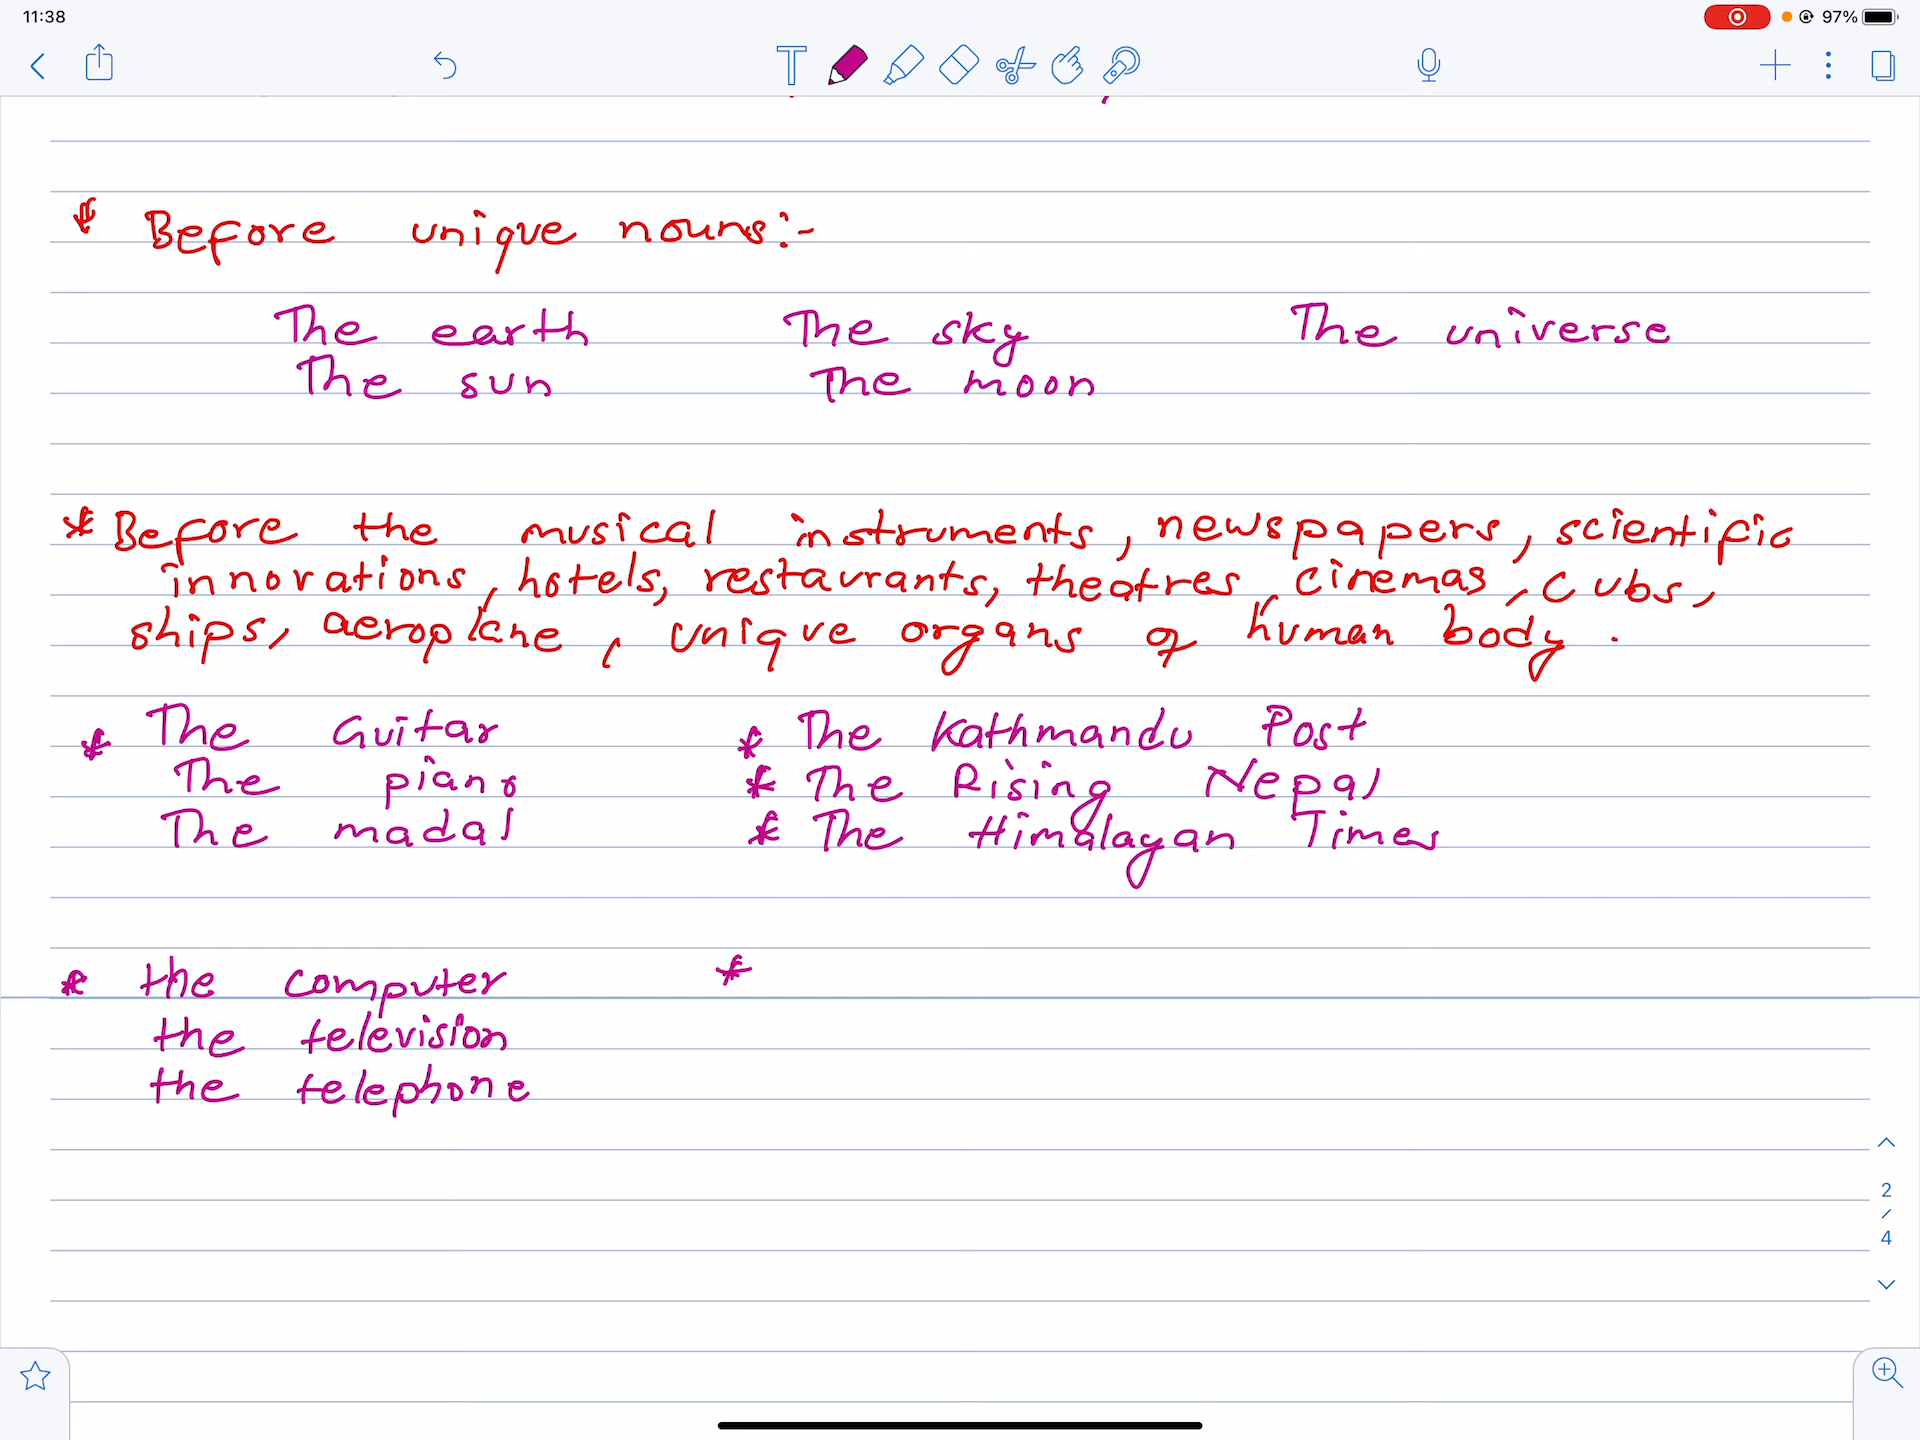 11:38
97%
* Before unique nouns:-
The earth The sky The universe
The sun The moon
* Before the musical instruments, newspapers, scientific
innovations, hotels, restaurants, theatres, cinemas, cubs,
ships, aeroplane, unique organs of human body.
* The Guitar * The Kathmandu Post
The piano * The Rising Nepal
The madal * The Himalayan Times
* the computer *
the television
the telephone
2
/
4